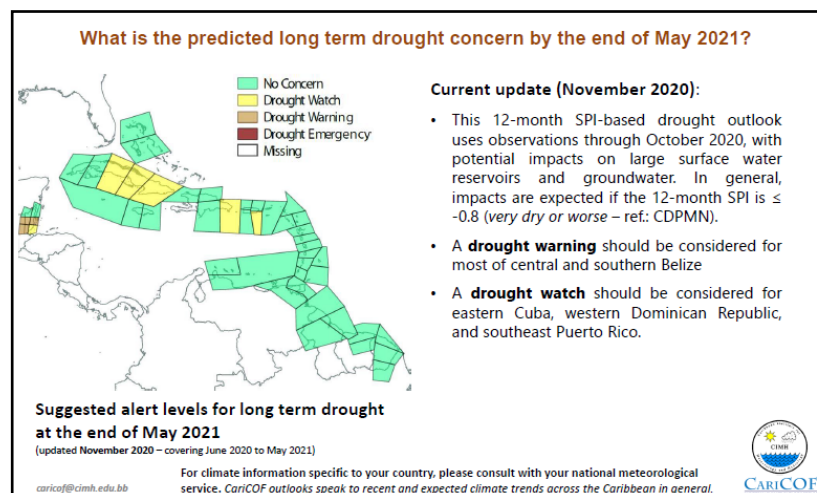 What is the predicted long term drought concern by the end of May 2021?
No Concern
Drought Watch
Drought Warning
Drought Emergency
Missing
Current update (November 2020):
• This 12-month SPI-based drought outlook
uses observations through October 2020, with
potential impacts on large surface water
reservoirs and groundwater. In general,
impacts are expected if the 12-month SPI is ≤
-0.8 (very dry or worse – ref.: CDPMN).
• A drought warning should be considered for
most of central and southern Belize
• A drought watch should be considered for
eastern Cuba, western Dominican Republic,
and southeast Puerto Rico.
Suggested alert levels for long term drought
at the end of May 2021
(updated November 2020 – covering June 2020 to May 2021)
For climate information specific to your country, please consult with your national meteorological
service. CariCOF outlooks speak to recent and expected climate trends across the Caribbean in general.
caricof@cimh.edu.bb
CIMH
CARICOF